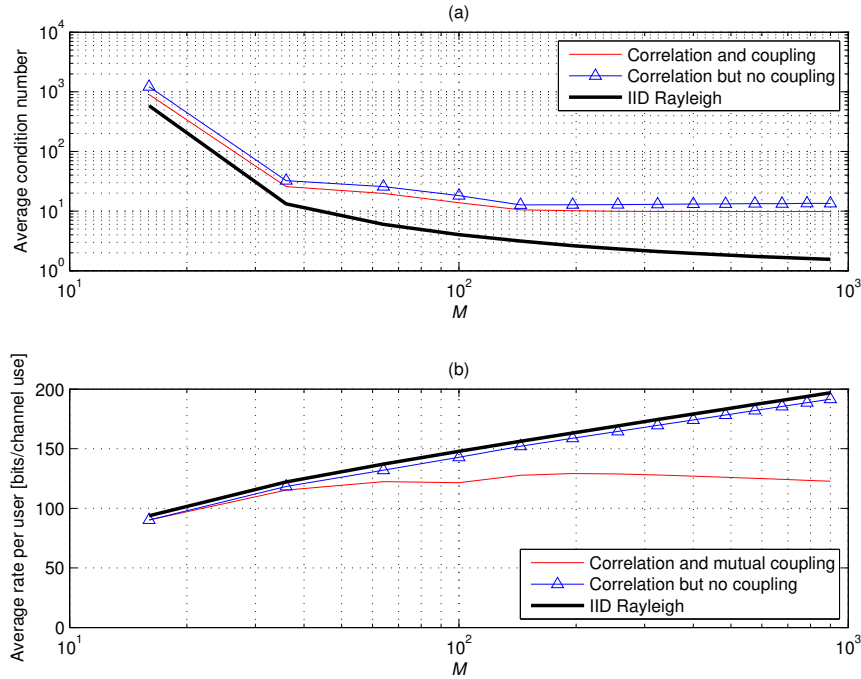 (a)
Average condition number
10^4
10^3
10^2
10^1
10^0
Correlation and coupling
Correlation but no coupling
IID Rayleigh
10^1
10^2
10^3
M
(b)
Average rate per user [bits/channel use]
200
150
100
50
0
Correlation and mutual coupling
Correlation but no coupling
IID Rayleigh
10^1
10^2
10^3
M